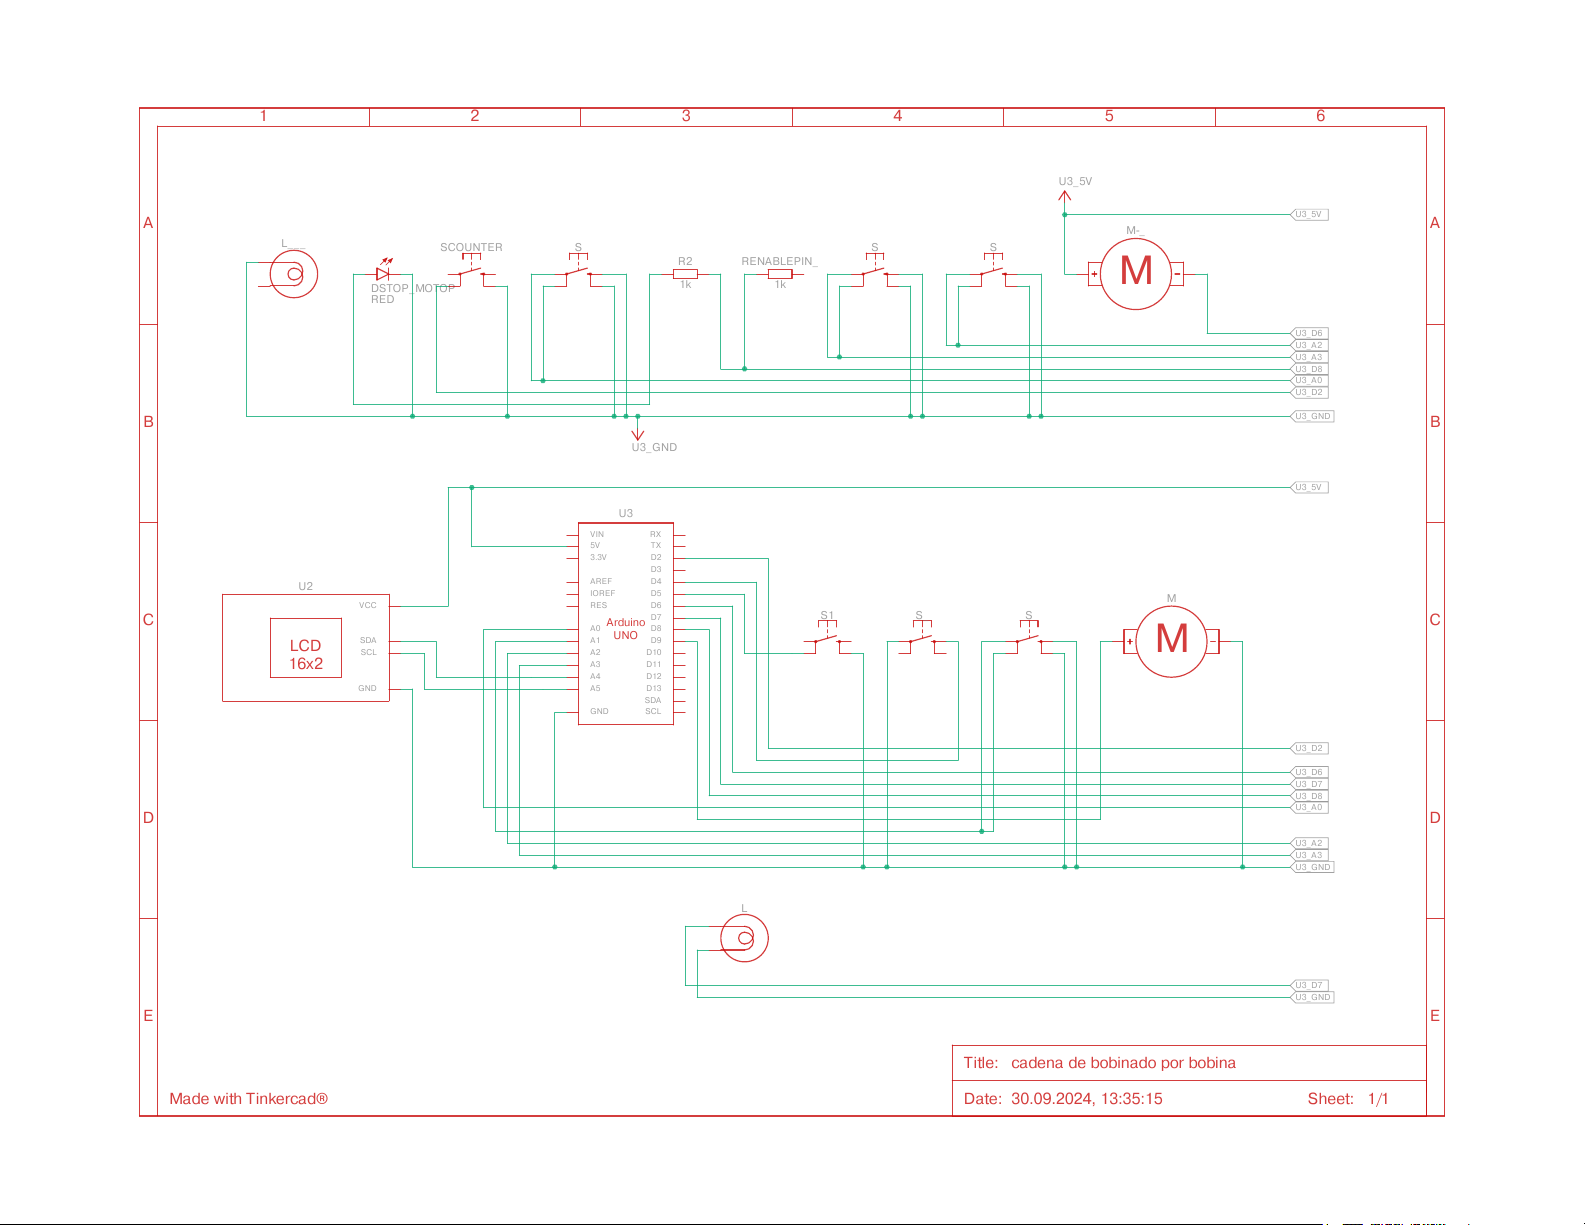 1 2 3 4 5 6
U3_5V
A U3_5V A
M-_
L___ SCOUNTER S R2 RENABLEPIN_ S S
M
+ -
DSTOP_MOTOP 1k 1k
RED
U3_D6
U3_A2
U3_A3
U3_D8
U3_A0
U3_D2
B U3_GND B
U3_GND
U3_5V
U3
VIN RX
5V TX
3.3V D2
D3
AREF D4
IOREF D5
RES D6
D7
Arduino
UNO
A0 D8
A1 D9
A2 D10
A3 D11
A4 D12
A5 D13
SDA
GND SCL
U2
VCC
SDA
SCL
GND
LCD
16x2
C S1 S S M C
M
+ -
U3_D2
U3_D6
U3_D7
U3_D8
U3_A0
D D
U3_A2
U3_A3
U3_GND
L
U3_D7
U3_GND
E E
Title: cadena de bobinado por bobina
Made with Tinkercad® Date: 30.09.2024, 13:35:15 Sheet: 1/1